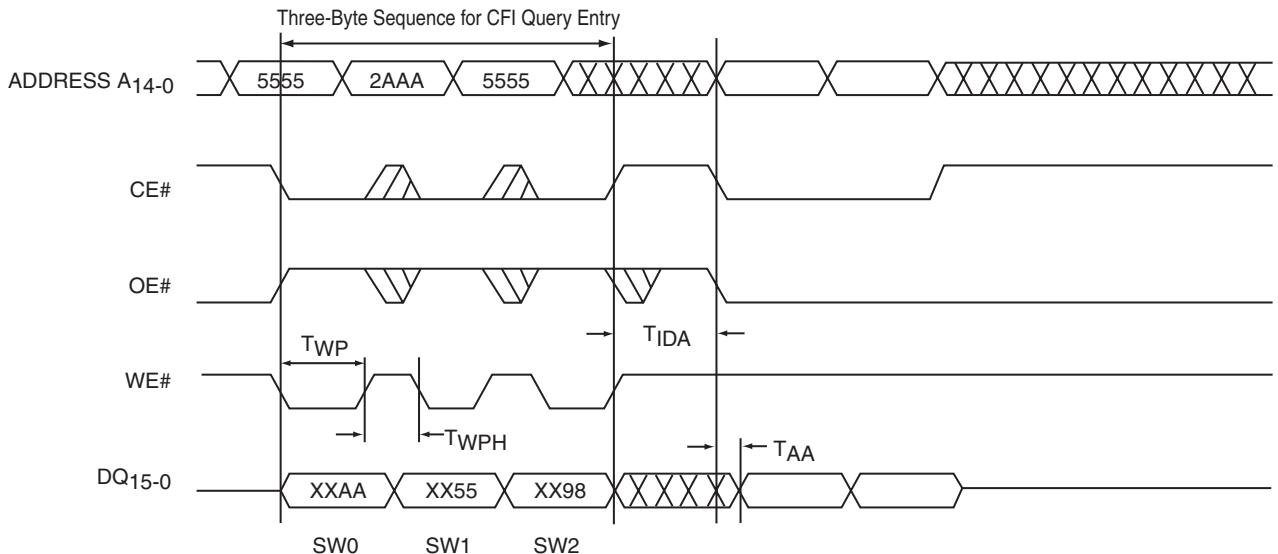 Three-Byte Sequence for CFI Query Entry
ADDRESS A14-0
5555 2AAA 5555
CE#
OE#
TIDA
TWP
WE#
TWPH
TAA
DQ15-0
XXAA XX55 XX98
SW0 SW1 SW2